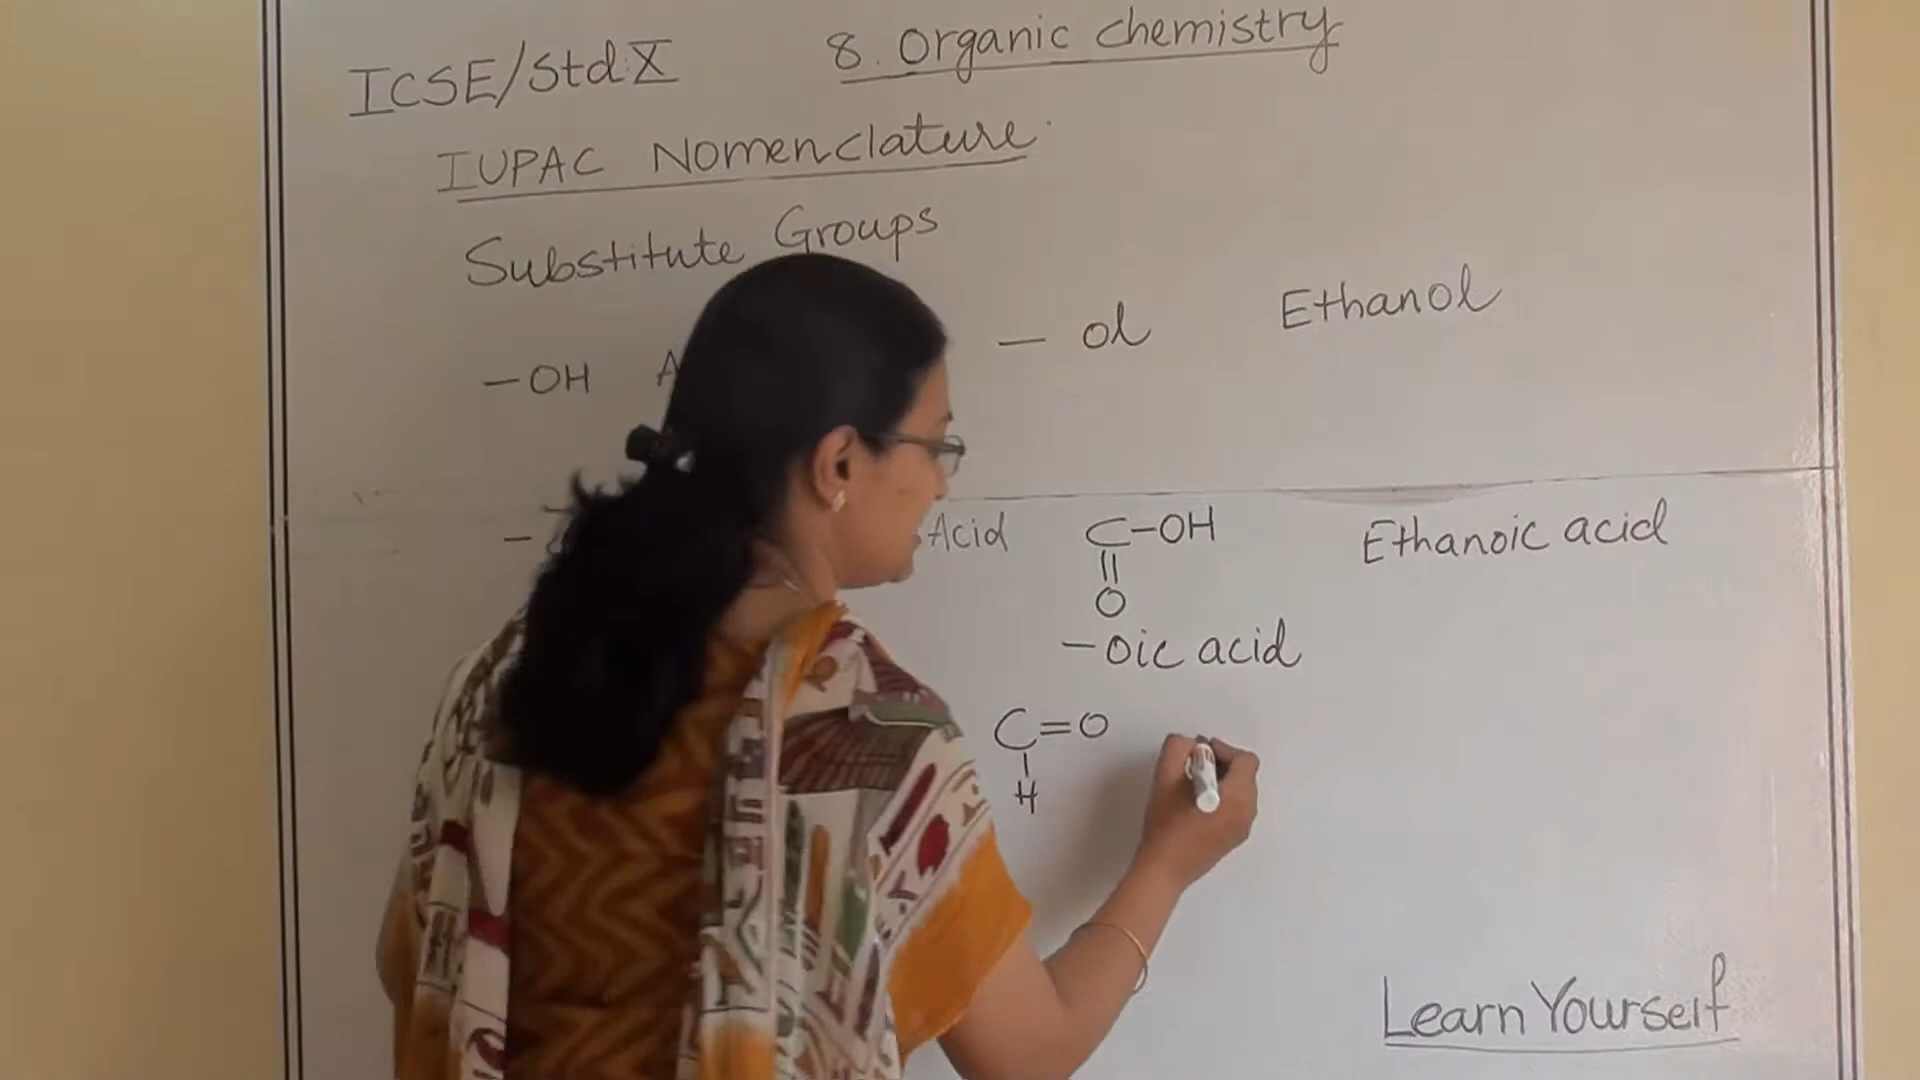 ICSE/Std X 8. Organic chemistry
IUPAC Nomenclature
Substitute Groups
– OH – ol Ethanol
– Acid C–OH Ethanoic acid
||
O
– Oic acid
C=O
|
H
Learn Yourself